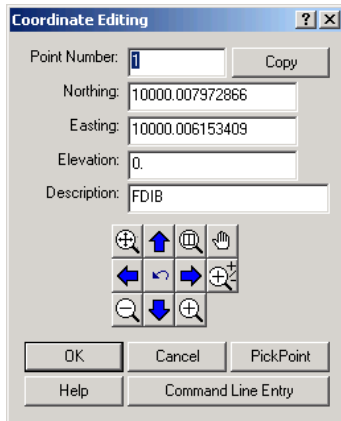 Coordinate Editing
Point Number: 1 Copy
Northing: 10000.007972866
Easting: 10000.006153409
Elevation: 0.
Description: FDIB
OK Cancel PickPoint
Help Command Line Entry